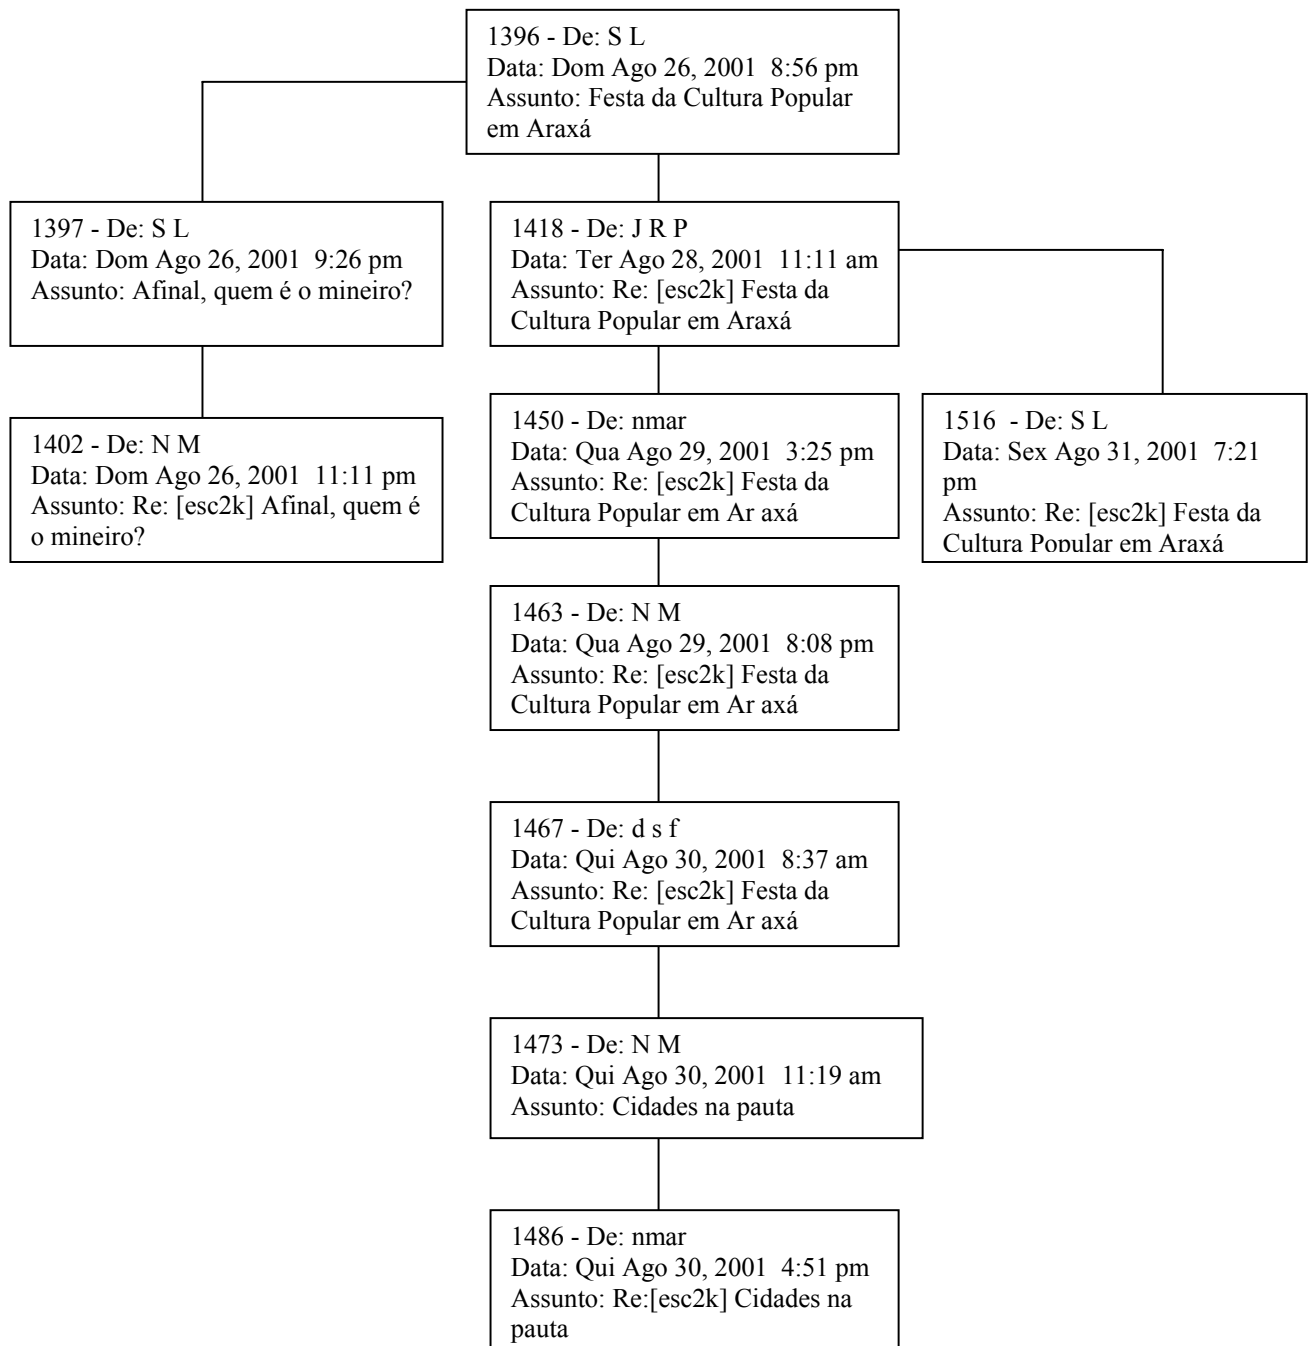 1396 - De: S L
Data: Dom Ago 26, 2001  8:56 pm
Assunto: Festa da Cultura Popular
em Araxá
1397 - De: S L
Data: Dom Ago 26, 2001  9:26 pm
Assunto: Afinal, quem é o mineiro?
1418 - De: J R P
Data: Ter Ago 28, 2001  11:11 am
Assunto: Re: [esc2k] Festa da
Cultura Popular em Araxá
1402 - De: N M
Data: Dom Ago 26, 2001  11:11 pm
Assunto: Re: [esc2k] Afinal, quem é
o mineiro?
1450 - De: nmar
Data: Qua Ago 29, 2001  3:25 pm
Assunto: Re: [esc2k] Festa da
Cultura Popular em Ar axá
1516  - De: S L
Data: Sex Ago 31, 2001  7:21
pm
Assunto: Re: [esc2k] Festa da
Cultura Popular em Araxá
1463 - De: N M
Data: Qua Ago 29, 2001  8:08 pm
Assunto: Re: [esc2k] Festa da
Cultura Popular em Ar axá
1467 - De: d s f
Data: Qui Ago 30, 2001  8:37 am
Assunto: Re: [esc2k] Festa da
Cultura Popular em Ar axá
1473 - De: N M
Data: Qui Ago 30, 2001  11:19 am
Assunto: Cidades na pauta
1486 - De: nmar
Data: Qui Ago 30, 2001  4:51 pm
Assunto: Re:[esc2k] Cidades na
pauta